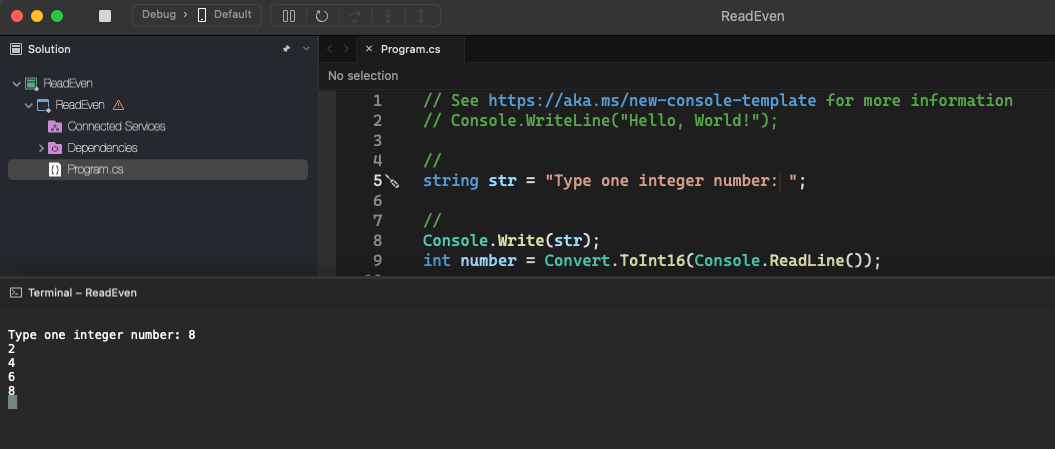 Debug > Default
ReadEven
Solution
Program.cs
No selection
ReadEven
ReadEven
Connected Services
Dependencies
Program.cs
1 // See https://aka.ms/new-console-template for more information
2 // Console.WriteLine("Hello, World!");
3
4 //
5 string str = "Type one integer number: ";
6
7 //
8 Console.Write(str);
9 int number = Convert.ToInt16(Console.ReadLine());
Terminal – ReadEven
Type one integer number: 8
2
4
6
8